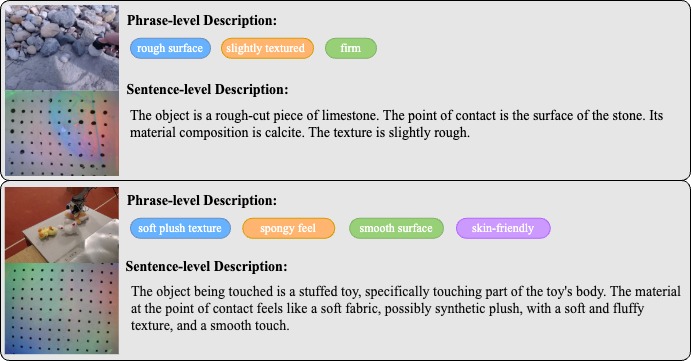 Phrase-level Description:
rough surface
slightly textured
firm
Sentence-level Description:
The object is a rough-cut piece of limestone. The point of contact is the surface of the stone. Its
material composition is calcite. The texture is slightly rough.
Phrase-level Description:
soft plush texture
spongy feel
smooth surface
skin-friendly
Sentence-level Description:
The object being touched is a stuffed toy, specifically touching part of the toy's body. The material
at the point of contact feels like a soft fabric, possibly synthetic plush, with a soft and fluffy
texture, and a smooth touch.